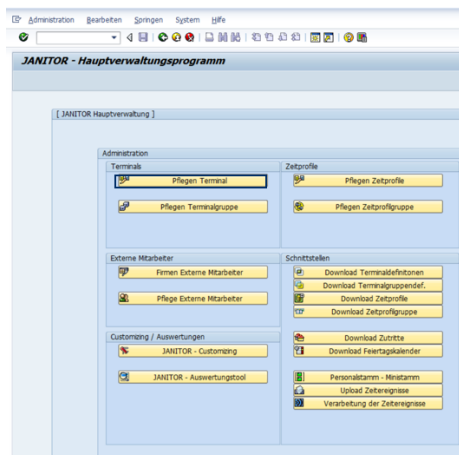 Administration Bearbeiten Springen System Hilfe
JANITOR - Hauptverwaltungsprogramm
[ JANITOR Hauptverwaltung ]
Administration
Terminals
Pflegen Terminal
Pflegen Terminalgruppe
Zeitprofile
Pflegen Zeitprofile
Pflegen Zeitprofilgruppe
Externe Mitarbeiter
Firmen Externe Mitarbeiter
Pflege Externe Mitarbeiter
Schnittstellen
Download Terminaldefinitonen
Download Terminalgruppendef.
Download Zeitprofile
Download Zeitprofilgruppe
Customizing / Auswertungen
JANITOR - Customizing
JANITOR - Auswertungstool
Download Zutritte
Download Feiertagskalender
Personalstamm - Ministamm
Upload Zeitereignisse
Verarbeitung der Zeitereignisse